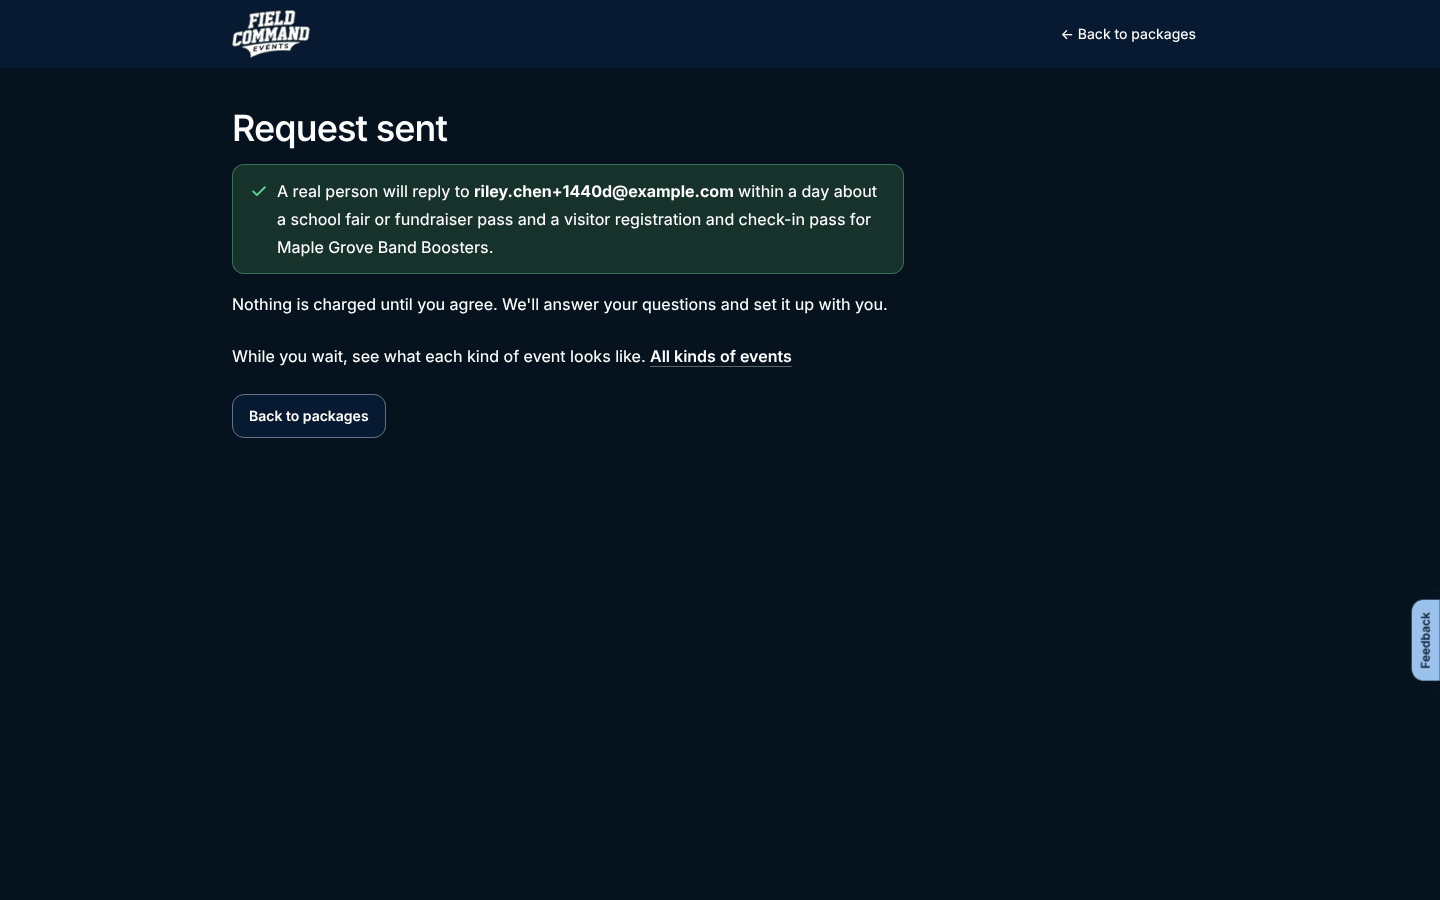 FIELD
COMMAND
EVENTS
← Back to packages
Request sent
A real person will reply to riley.chen+1440d@example.com within a day about
a school fair or fundraiser pass and a visitor registration and check-in pass for
Maple Grove Band Boosters.
Nothing is charged until you agree. We'll answer your questions and set it up with you.
While you wait, see what each kind of event looks like. All kinds of events
Back to packages
Feedback